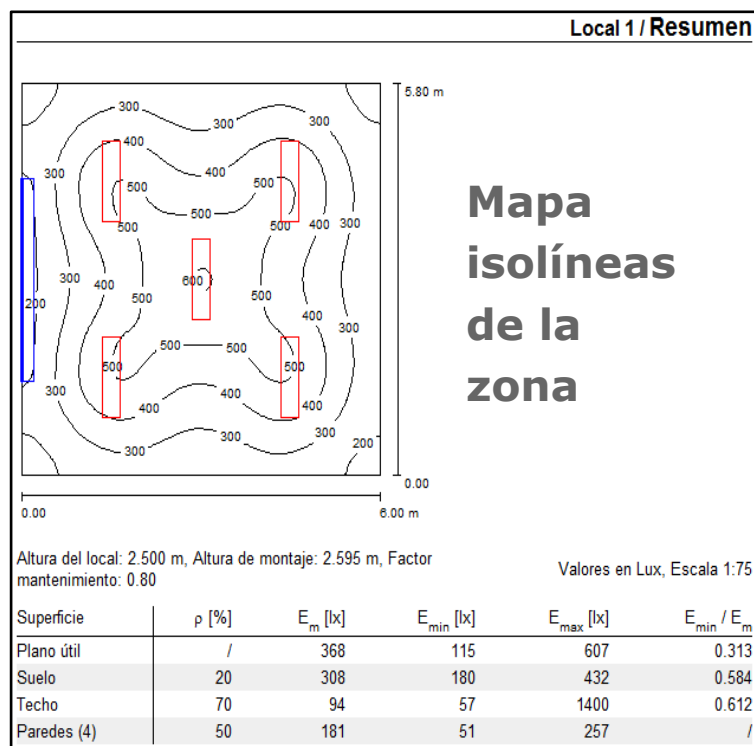 Local 1 / Resumen
5.80 m
300
300
400
400
300
500
500
300
500
500
500
500
400
300
500
500
300
400
600
400
300
200
500
500
500
500
500
500
300
400
400
300
200
300
300
0.00
0.00
6.00 m
Mapa
isolíneas
de la
zona
Altura del local: 2.500 m, Altura de montaje: 2.595 m, Factor
mantenimiento: 0.80
Valores en Lux, Escala 1:75
Superficie ρ [%] Em [lx] Emin [lx] Emax [lx] Emin / Em
Plano útil / 368 115 607 0.313
Suelo 20 308 180 432 0.584
Techo 70 94 57 1400 0.612
Paredes (4) 50 181 51 257 /